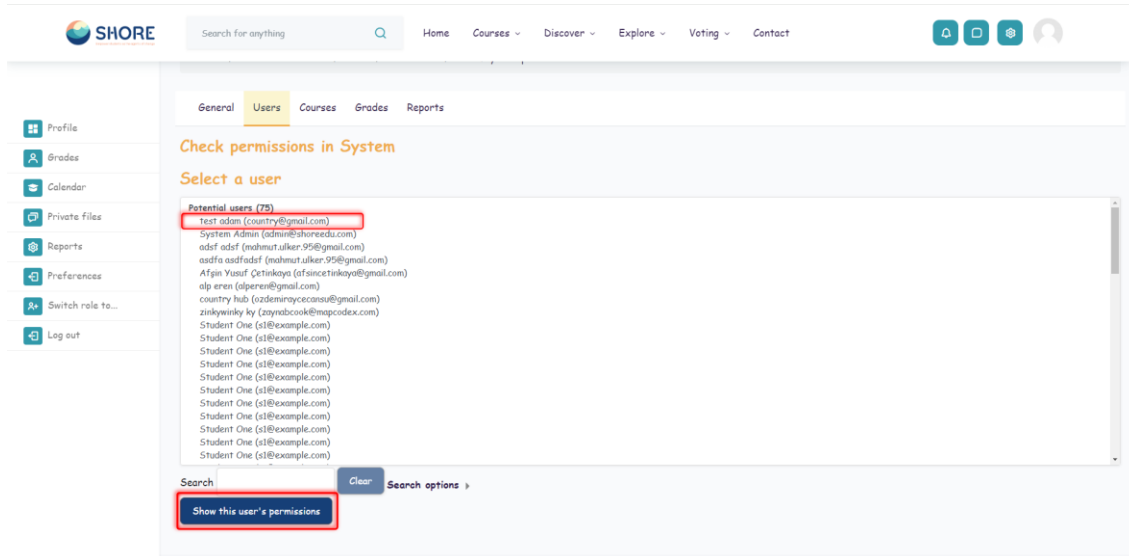 SHORE
Search for anything
Home Courses Discover Explore Voting Contact
General Users Courses Grades Reports
Profile
Grades
Calendar
Private files
Reports
Preferences
Switch role to...
Log out
Check permissions in System
Select a user
Potential users (75)
test adam (country@gmail.com)
System Admin (admin@shoreedu.com)
adsf adsf (mahmut.ulker.95@gmail.com)
asdfa asdfadsf (mahmut.ulker.95@gmail.com)
Afşin Yusuf Çetinkaya (afsincetinkaya@gmail.com)
alp eren (alperen@gmail.com)
country hub (ozdemiraycecansu@gmail.com)
zinkywinky ky (zaynabcook@mapcodex.com)
Student One (s1@example.com)
Student One (s1@example.com)
Student One (s1@example.com)
Student One (s1@example.com)
Student One (s1@example.com)
Student One (s1@example.com)
Student One (s1@example.com)
Student One (s1@example.com)
Student One (s1@example.com)
Student One (s1@example.com)
Student One (s1@example.com)
Search Clear Search options
Show this user's permissions